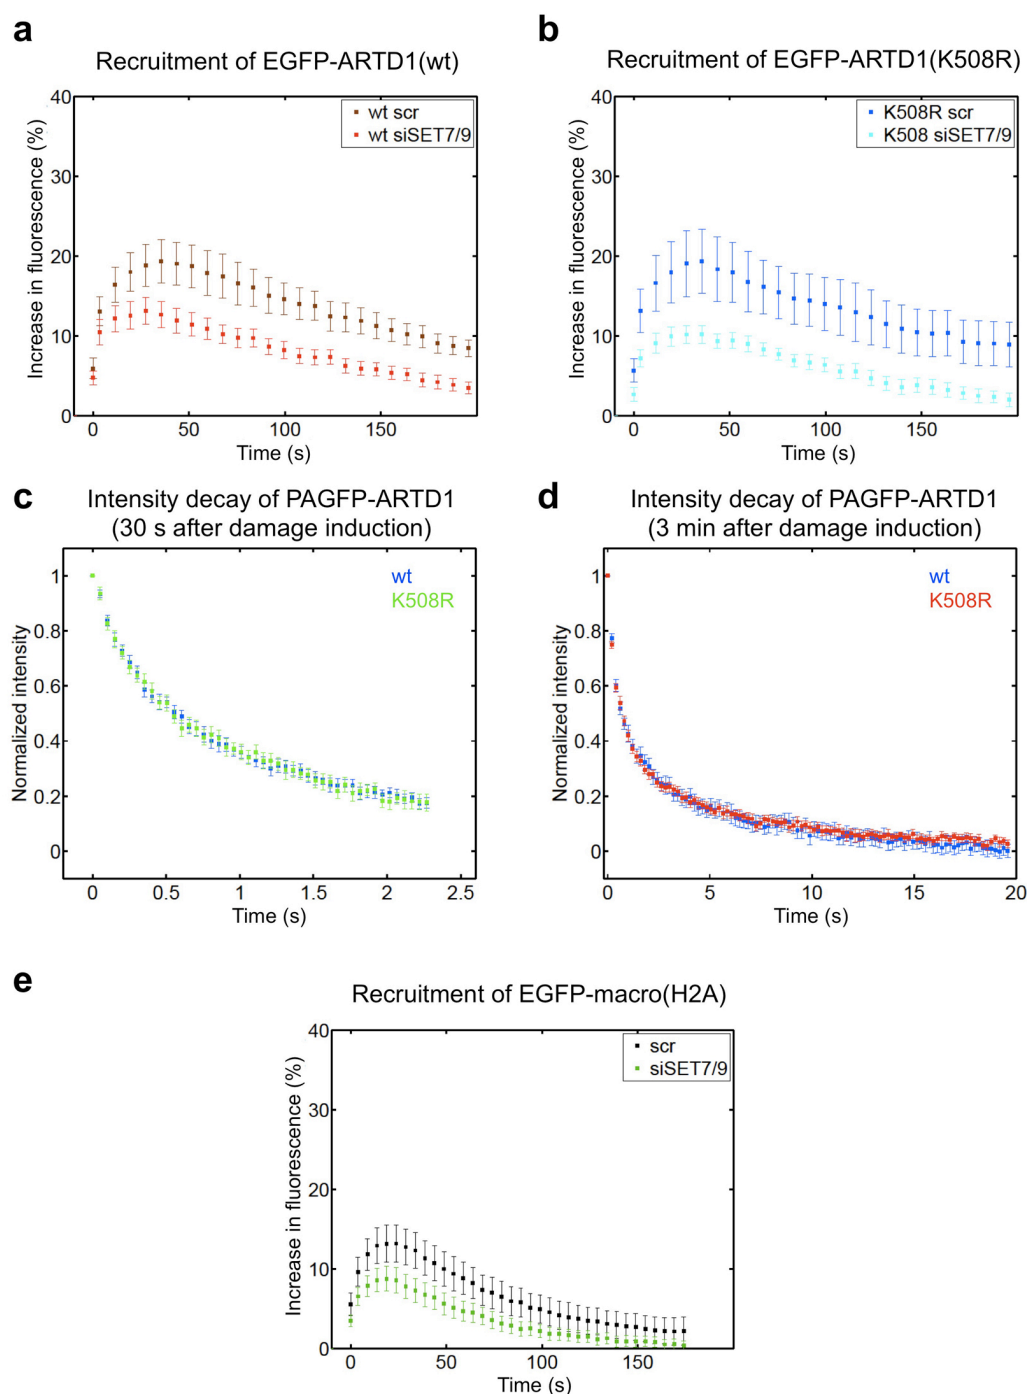 a
Recruitment of EGFP-ARTD1(wt)
Increase in fluorescence (%)
40
30
20
10
0
wt scr
wt siSET7/9
0 50 100 150
Time (s)
b
Recruitment of EGFP-ARTD1(K508R)
Increase in fluorescence (%)
40
30
20
10
0
K508R scr
K508 siSET7/9
0 50 100 150
Time (s)
c
Intensity decay of PAGFP-ARTD1
(30 s after damage induction)
Normalized intensity
1
0.8
0.6
0.4
0.2
0
wt
K508R
0 0.5 1 1.5 2 2.5
Time (s)
d
Intensity decay of PAGFP-ARTD1
(3 min after damage induction)
Normalized intensity
1
0.8
0.6
0.4
0.2
0
wt
K508R
0 5 10 15 20
Time (s)
e
Recruitment of EGFP-macro(H2A)
Increase in fluorescence (%)
40
30
20
10
0
scr
siSET7/9
0 50 100 150
Time (s)